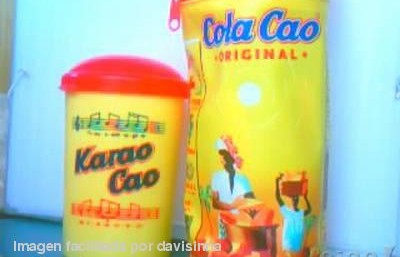 Cola Cao
ORIGINAL
Karao
Cao
Imagen facilitada por davisinha